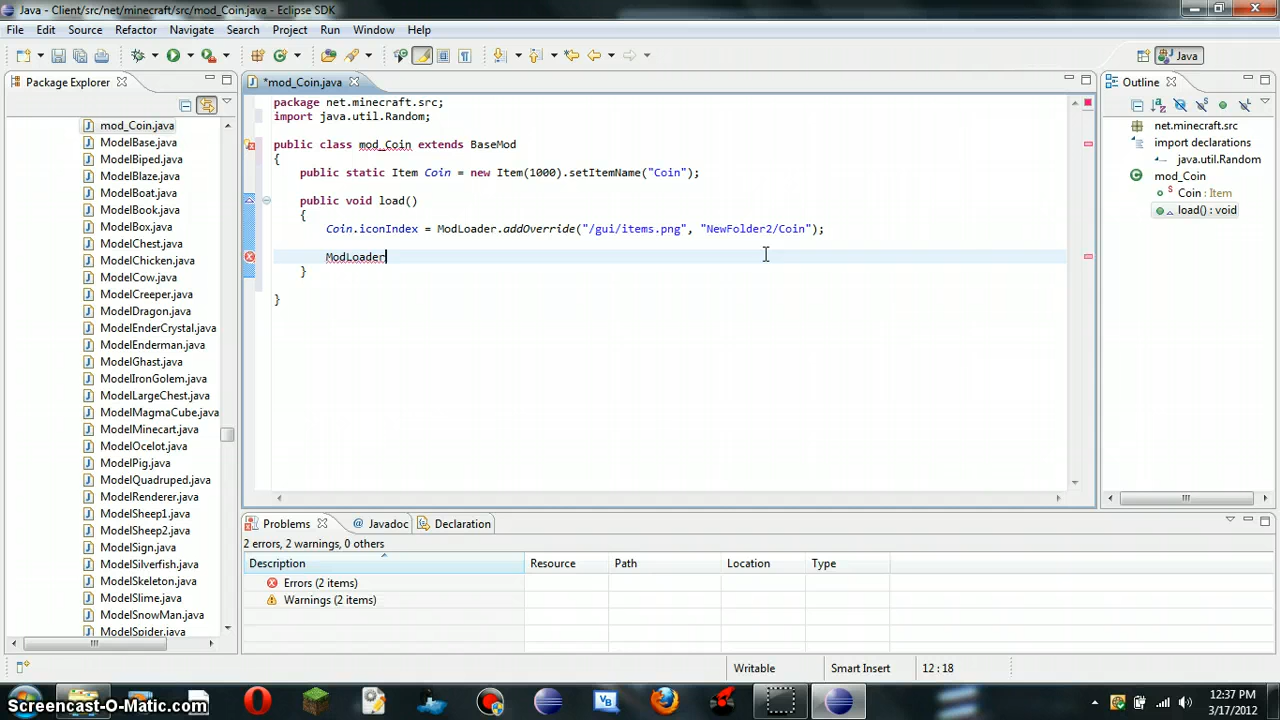 Java - Client/src/net/minecraft/src/mod_Coin.java - Eclipse SDK
File Edit Source Refactor Navigate Search Project Run Window Help
Java
Package Explorer
*mod_Coin.java
Outline
mod_Coin.java
ModelBase.java
ModelBiped.java
ModelBlaze.java
ModelBoat.java
ModelBook.java
ModelBox.java
ModelChest.java
ModelChicken.java
ModelCow.java
ModelCreeper.java
ModelDragon.java
ModelEnderCrystal.java
ModelEnderman.java
ModelGhast.java
ModelIronGolem.java
ModelLargeChest.java
ModelMagmaCube.java
ModelMinecart.java
ModelOcelot.java
ModelPig.java
ModelQuadruped.java
ModelRenderer.java
ModelSheep1.java
ModelSheep2.java
ModelSign.java
ModelSilverfish.java
ModelSkeleton.java
ModelSlime.java
ModelSnowMan.java
ModelSpider.java
package net.minecraft.src;
import java.util.Random;
public class mod_Coin extends BaseMod
{
public static Item Coin = new Item(1000).setItemName("Coin");
public void load()
{
Coin.iconIndex = ModLoader.addOverride("/gui/items.png", "NewFolder2/Coin");
ModLoader
}
}
net.minecraft.src
import declarations
java.util.Random
mod_Coin
S
Coin : Item
load() : void
Problems @ Javadoc Declaration
2 errors, 2 warnings, 0 others
Description Resource Path Location Type
Errors (2 items)
Warnings (2 items)
Writable Smart Insert 12 : 18
VB
12:37 PM
3/17/2012
Screencast-O-Matic.com